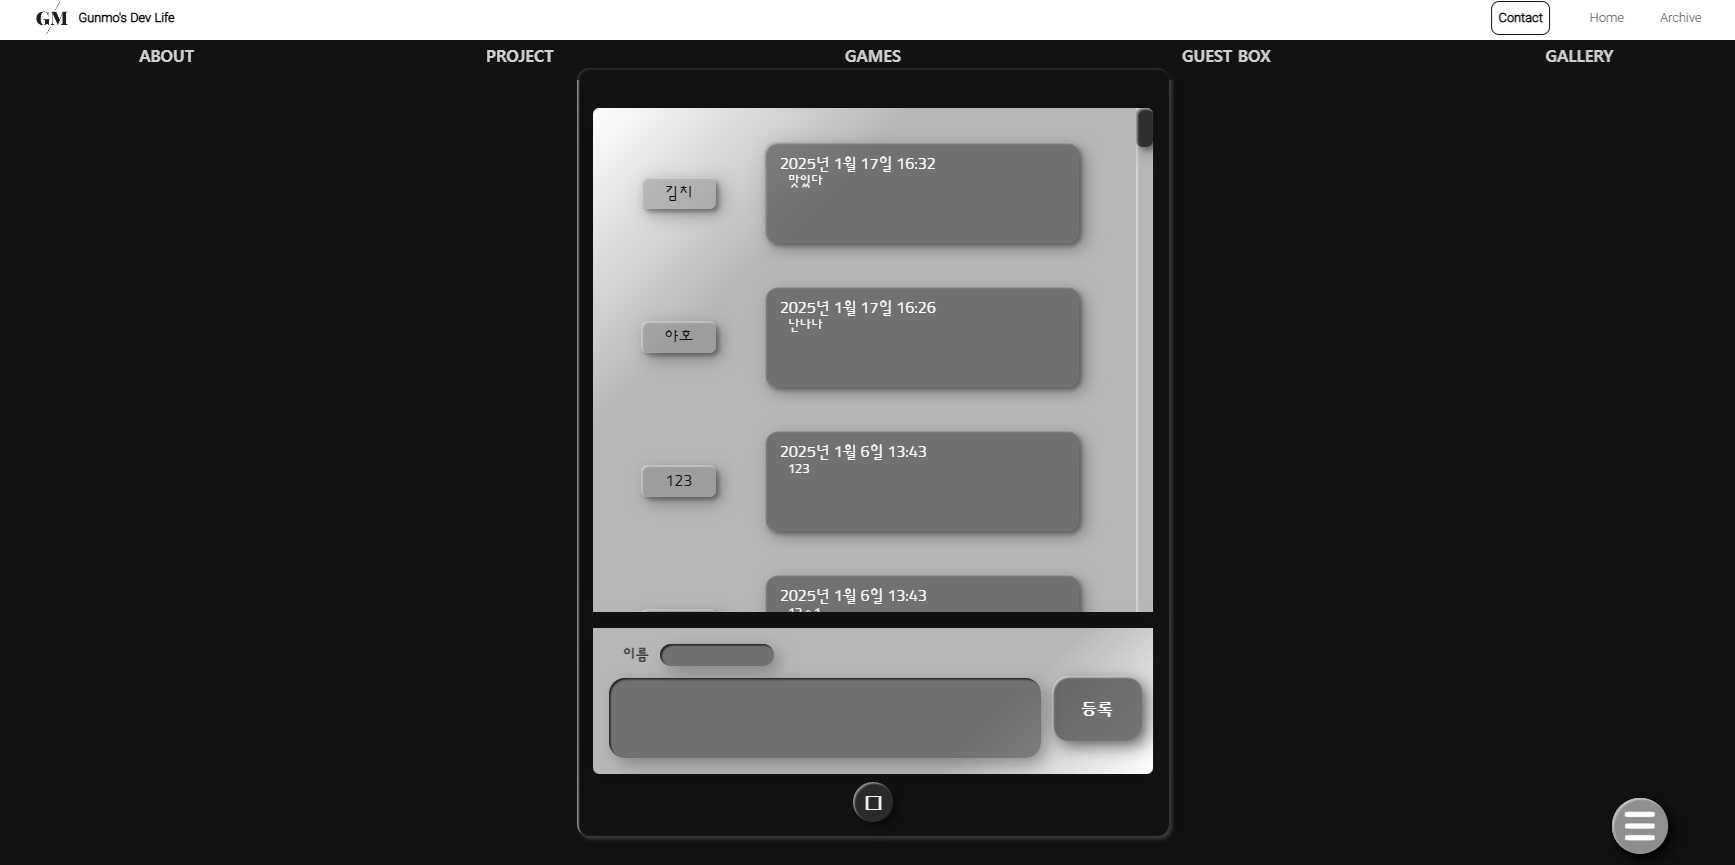 GM Gunmo's Dev Life Contact Home Archive
ABOUT PROJECT GAMES GUEST BOX GALLERY
김치
2025년 1월 17일 16:32
맛있다
야호
2025년 1월 17일 16:26
신난다
123
2025년 1월 6일 13:43
123
2025년 1월 6일 13:43
이름
등록